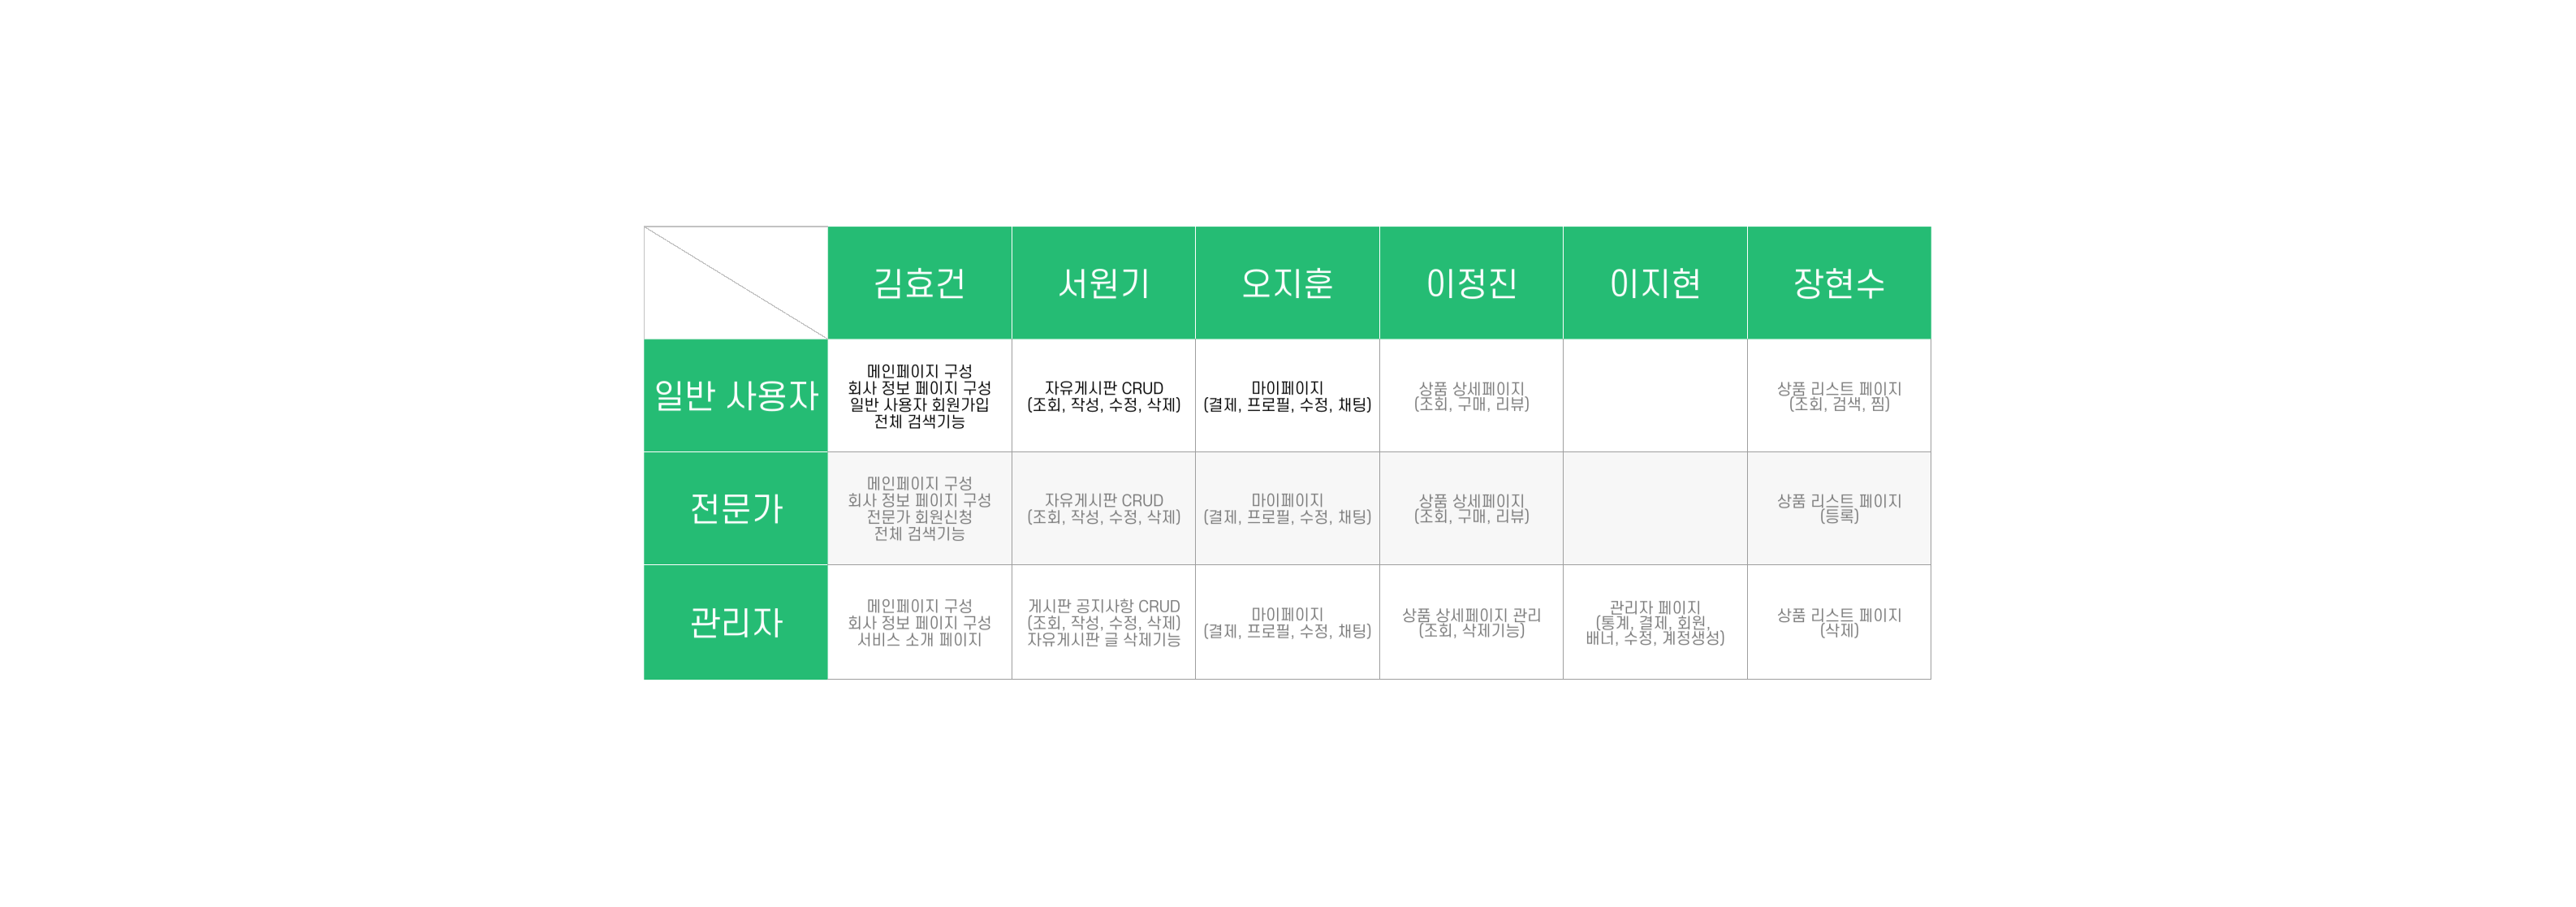 김효건
서원기
오지훈
이정진
이지현
장현수
일반 사용자
메인페이지 구성
회사 정보 페이지 구성
일반 사용자 회원가입
전체 검색기능
자유게시판 CRUD
(조회, 작성, 수정, 삭제)
마이페이지
(결제, 프로필, 수정, 채팅)
상품 상세페이지
(조회, 구매, 리뷰)
상품 리스트 페이지
(조회, 검색, 찜)
전문가
메인페이지 구성
회사 정보 페이지 구성
전문가 회원신청
전체 검색기능
자유게시판 CRUD
(조회, 작성, 수정, 삭제)
마이페이지
(결제, 프로필, 수정, 채팅)
상품 상세페이지
(조회, 구매, 리뷰)
상품 리스트 페이지
(등록)
관리자
메인페이지 구성
회사 정보 페이지 구성
서비스 소개 페이지
게시판 공지사항 CRUD
(조회, 작성, 수정, 삭제)
자유게시판 글 삭제기능
마이페이지
(결제, 프로필, 수정, 채팅)
상품 상세페이지 관리
(조회, 삭제기능)
관리자 페이지
(통계, 결제, 회원,
배너, 수정, 계정생성)
상품 리스트 페이지
(삭제)